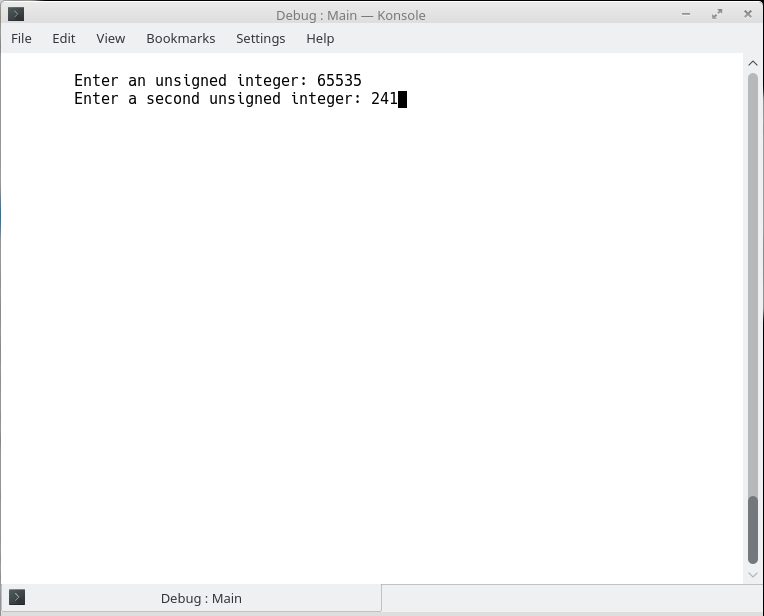 Debug : Main — Konsole
File Edit View Bookmarks Settings Help
Enter an unsigned integer: 65535
Enter a second unsigned integer: 241
Debug : Main